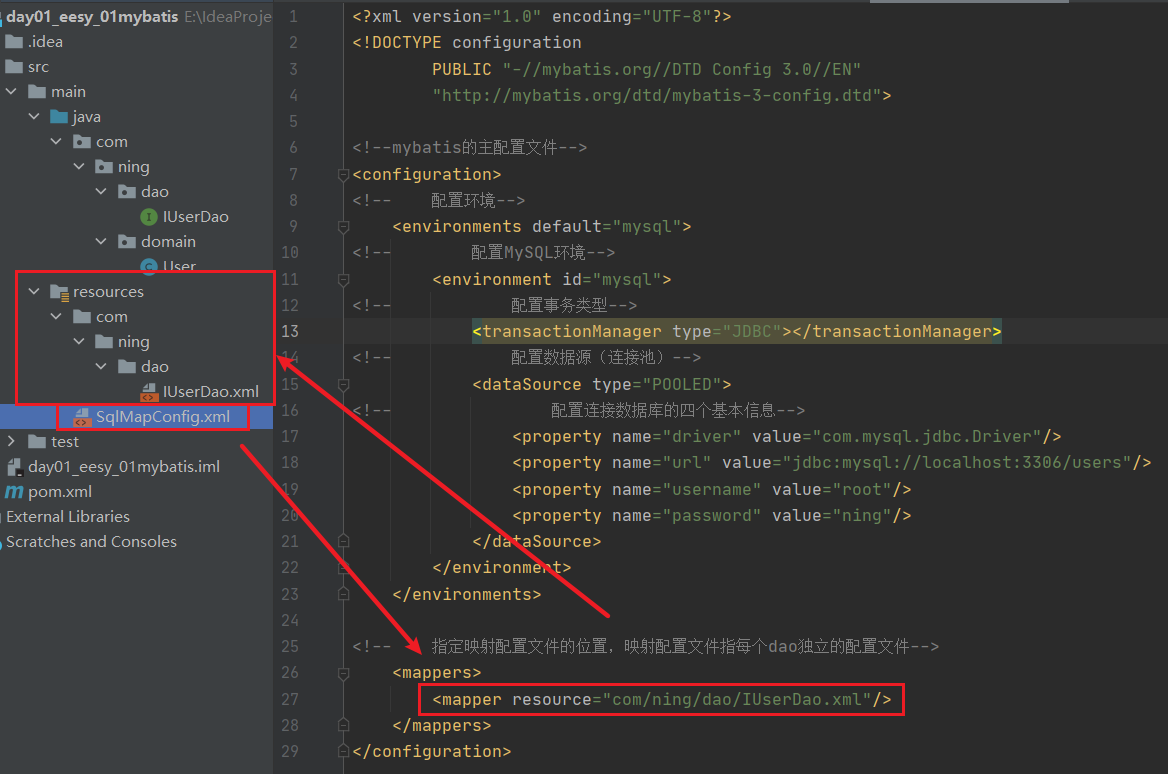 day01_eesy_01mybatis E:\IdeaProje
.idea
src
main
java
com
ning
dao
IUserDao
domain
User
resources
com
ning
dao
IUserDao.xml
SqlMapConfig.xml
test
day01_eesy_01mybatis.iml
pom.xml
External Libraries
Scratches and Consoles
1 <?xml version="1.0" encoding="UTF-8"?>
2 <!DOCTYPE configuration
3 PUBLIC "-//mybatis.org//DTD Config 3.0//EN"
4 "http://mybatis.org/dtd/mybatis-3-config.dtd">
5
6 <!--mybatis的主配置文件-->
7 <configuration>
8 <!-- 配置环境-->
9 <environments default="mysql">
10 <!-- 配置MySQL环境-->
11 <environment id="mysql">
12 <!-- 配置事务类型-->
13 <transactionManager type="JDBC"></transactionManager>
14 <!-- 配置数据源（连接池）-->
15 <dataSource type="POOLED">
16 <!-- 配置连接数据库的四个基本信息-->
17 <property name="driver" value="com.mysql.jdbc.Driver"/>
18 <property name="url" value="jdbc:mysql://localhost:3306/users"/>
19 <property name="username" value="root"/>
20 <property name="password" value="ning"/>
21 </dataSource>
22 </environment>
23 </environments>
24
25 <!-- 指定映射配置文件的位置，映射配置文件指每个dao独立的配置文件-->
26 <mappers>
27 <mapper resource="com/ning/dao/IUserDao.xml"/>
28 </mappers>
29 </configuration>